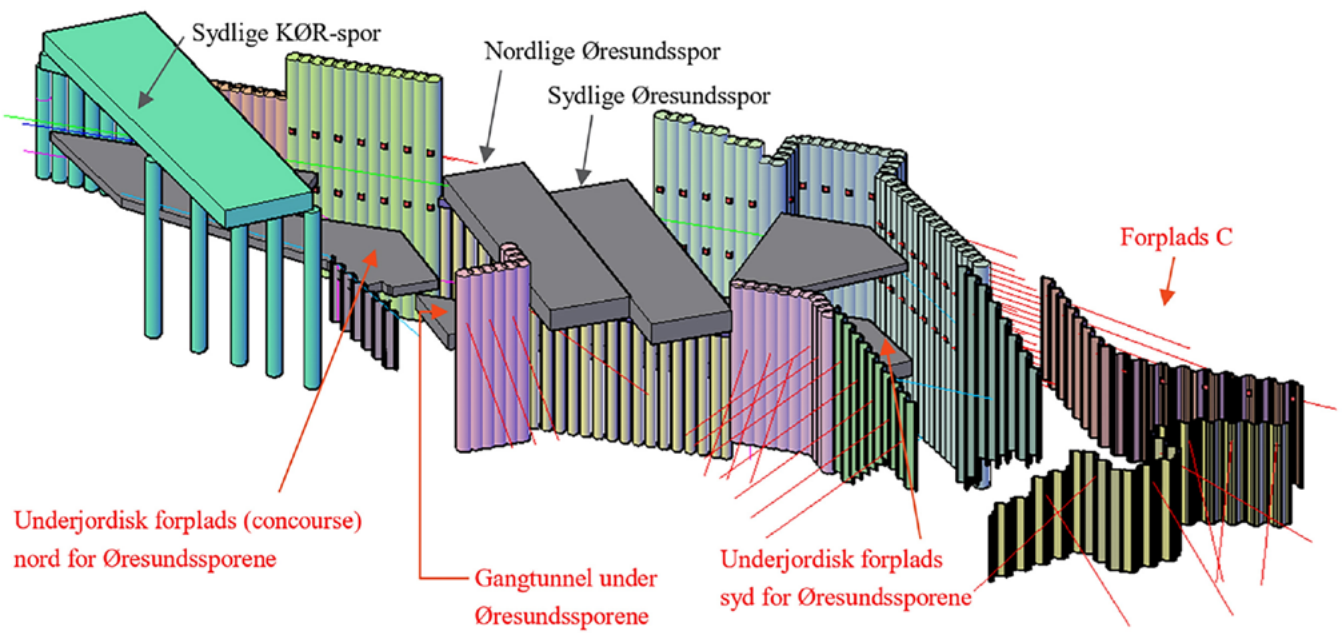 Sydlige KØR-spor
Nordlige Øresundsspor
Sydlige Øresundsspor
Forplads C
Underjordisk forplads (concourse)
nord for Øresundssporene
Gangtunnel under
Øresundssporene
Underjordisk forplads
syd for Øresundssporene